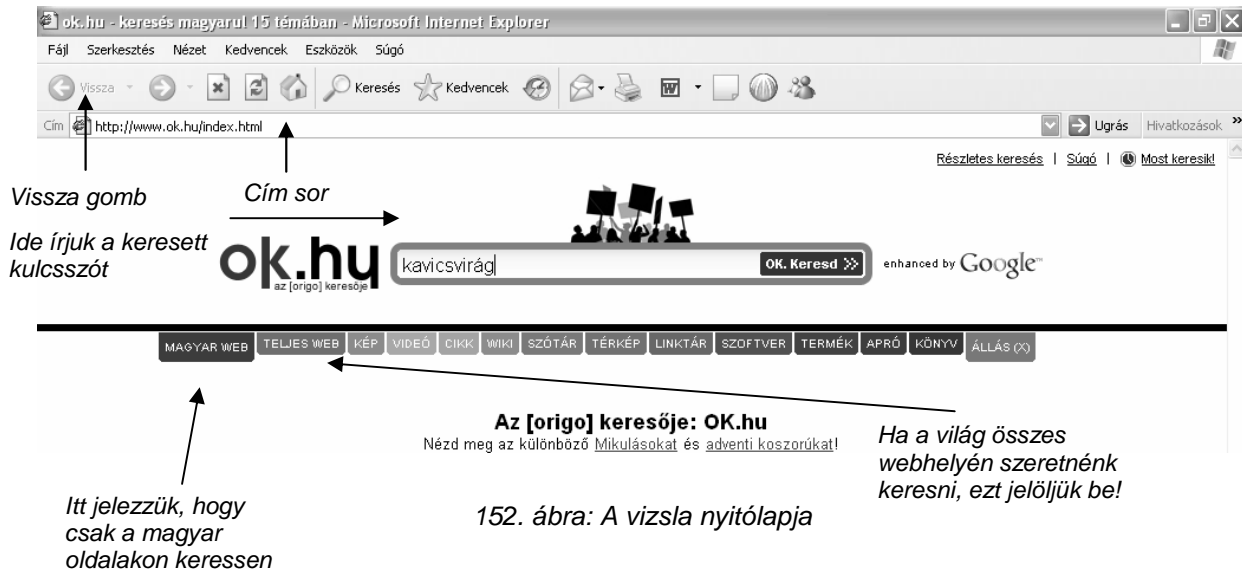 ok.hu - keresés magyarul 15 témában - Microsoft Internet Explorer
Fájl Szerkesztés Nézet Kedvencek Eszközök Súgó
Vissza Keresés Kedvencek
Cím http://www.ok.hu/index.html Ugrás Hivatkozások »
Részletes keresés | Súgó | Most keresik!
Vissza gomb
Cím sor
Ide írjuk a keresett
kulcsszót
ok.hu
az [origo] keresője
kavicsvirág
OK. Keresd >>
enhanced by Google™
MAGYAR WEB TELJES WEB KÉP VIDEÓ CIKK WIKI SZÓTÁR TÉRKÉP LINKTÁR SZOFTVER TERMÉK APRÓ KÖNYV ÁLLÁS (X)
Az [origo] keresője: OK.hu
Nézd meg az különböző Mikulásokat és adventi koszorúkat!
Ha a világ összes
webhelyén szeretnénk
keresni, ezt jelöljük be!
Itt jelezzük, hogy
csak a magyar
oldalakon keressen
152. ábra: A vizsla nyitólapja